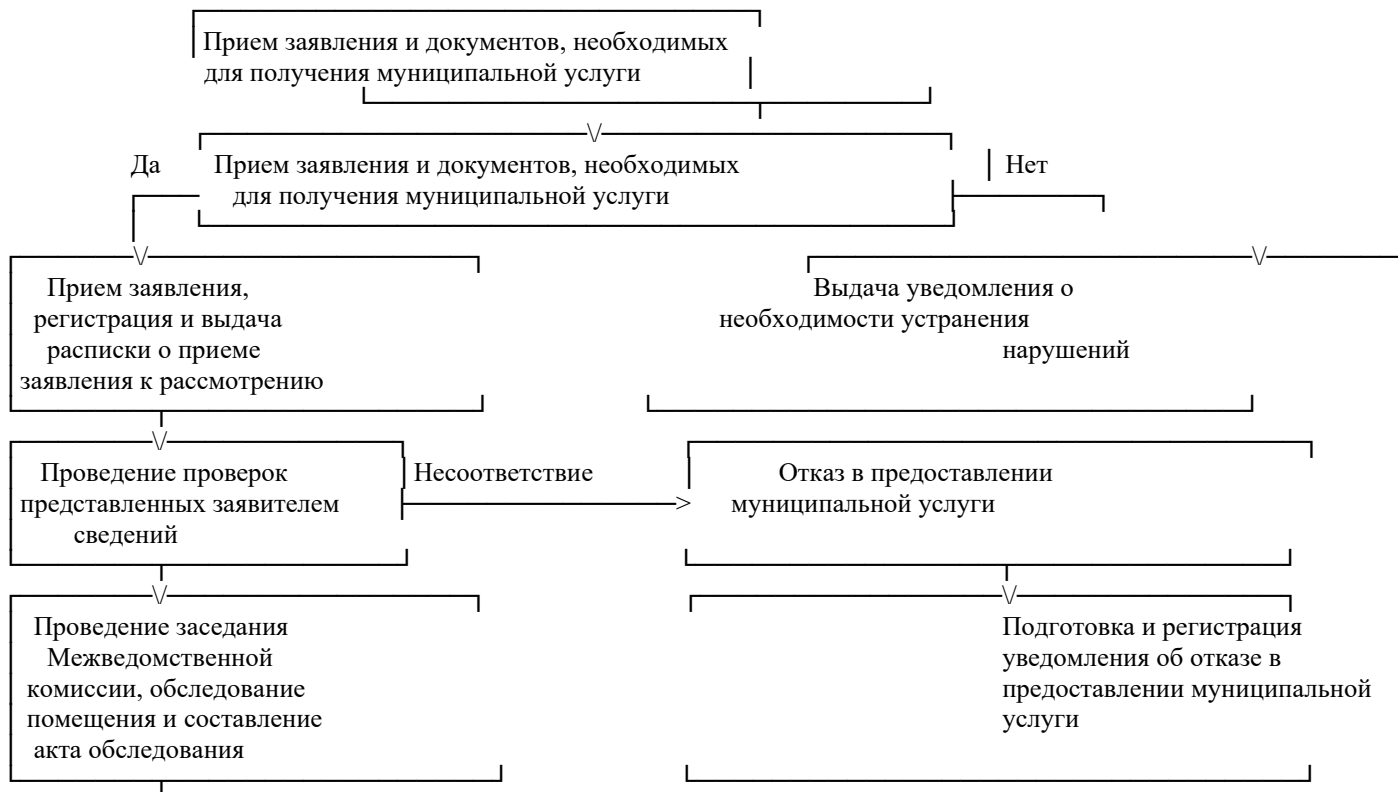 Прием заявления и документов, необходимых
для получения муниципальной услуги
Да
Прием заявления и документов, необходимых
Нет
для получения муниципальной услуги
Прием заявления,
регистрация и выдача
расписки о приеме
заявления к рассмотрению
Выдача уведомления о
необходимости устранения
нарушений
Проведение проверок
представленных заявителем
сведений
Несоответствие
Отказ в предоставлении
муниципальной услуги
Проведение заседания
Межведомственной
комиссии, обследование
помещения и составление
акта обследования
Подготовка и регистрация
уведомления об отказе в
предоставлении муниципальной
услуги